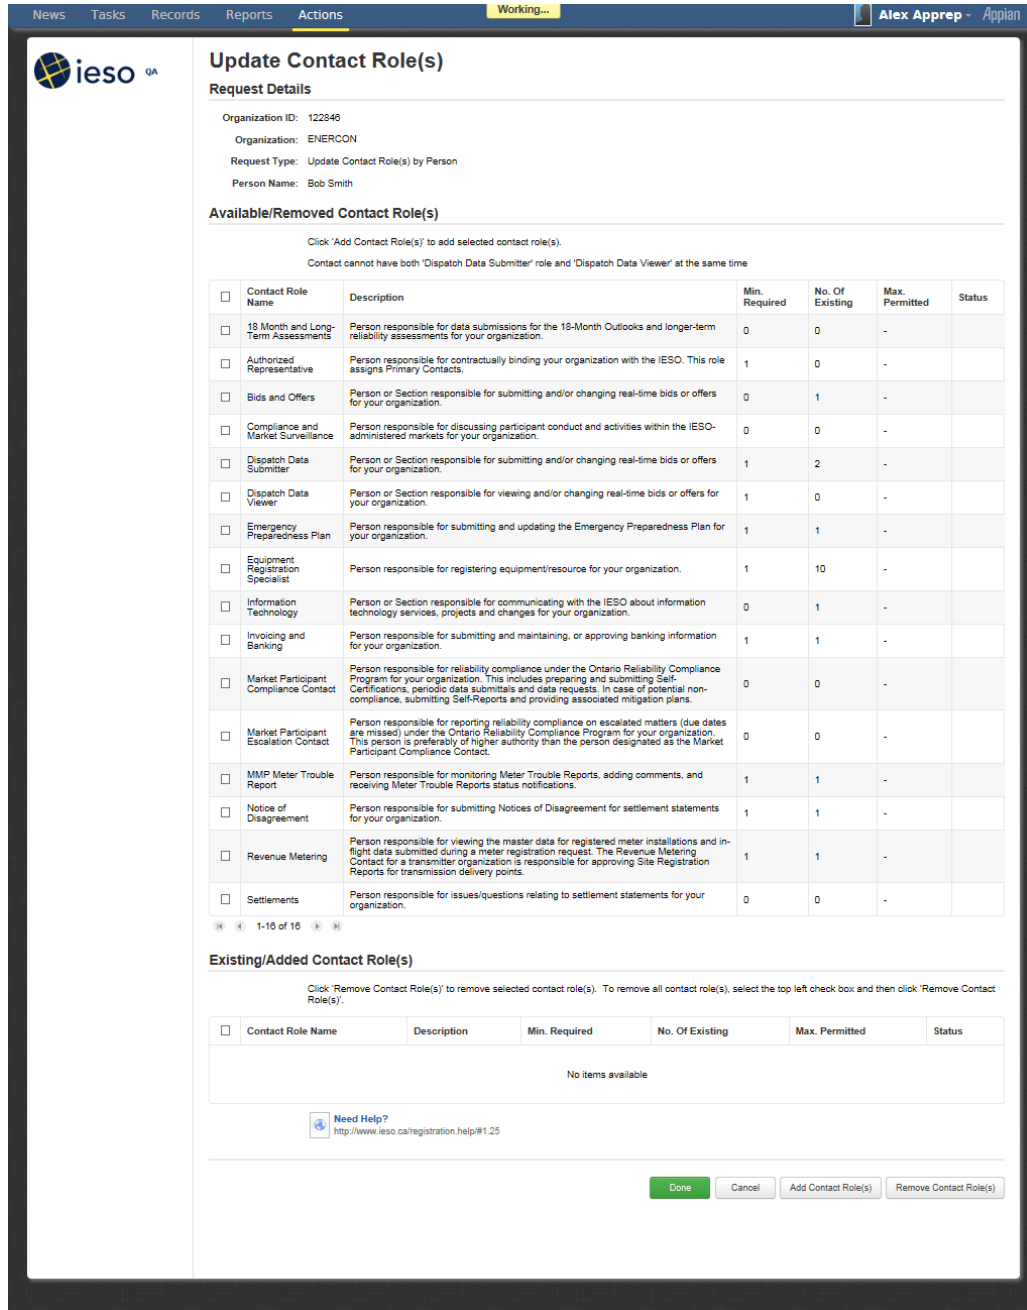 News Tasks Records Reports Actions Working... Alex Apprep - Appian
ieso QA
Update Contact Role(s)
Request Details
Organization ID: 122846
Organization: ENERCON
Request Type: Update Contact Role(s) by Person
Person Name: Bob Smith
Available/Removed Contact Role(s)
Click 'Add Contact Role(s)' to add selected contact role(s).
Contact cannot have both 'Dispatch Data Submitter' role and 'Dispatch Data Viewer' at the same time
Contact Role Name Description Min. Required No. Of Existing Max. Permitted Status
18 Month and Long-Term Assessments Person responsible for data submissions for the 18-Month Outlooks and longer-term reliability assessments for your organization. 0 0 -
Authorized Representative Person responsible for contractually binding your organization with the IESO. This role assigns Primary Contacts. 1 0 -
Bids and Offers Person or Section responsible for submitting and/or changing real-time bids or offers for your organization. 0 1 -
Compliance and Market Surveillance Person responsible for discussing participant conduct and activities within the IESO-administered markets for your organization. 0 0 -
Dispatch Data Submitter Person or Section responsible for submitting and/or changing real-time bids or offers for your organization. 1 2 -
Dispatch Data Viewer Person or Section responsible for viewing and/or changing real-time bids or offers for your organization. 1 0 -
Emergency Preparedness Plan Person responsible for submitting and updating the Emergency Preparedness Plan for your organization. 1 1 -
Equipment Registration Specialist Person responsible for registering equipment/resource for your organization. 1 10 -
Information Technology Person or Section responsible for communicating with the IESO about information technology services, projects and changes for your organization. 0 1 -
Invoicing and Banking Person responsible for submitting and maintaining, or approving banking information for your organization. 1 1 -
Market Participant Compliance Contact Person responsible for reliability compliance under the Ontario Reliability Compliance Program for your organization. This includes preparing and submitting Self-Certifications, periodic data submittals and data requests. In case of potential non-compliance, submitting Self-Reports and providing associated mitigation plans. 0 0 -
Market Participant Escalation Contact Person responsible for reporting reliability compliance on escalated matters (due dates are missed) under the Ontario Reliability Compliance Program for your organization. This person is preferably of higher authority than the person designated as the Market Participant Compliance Contact. 0 0 -
MMP Meter Trouble Report Person responsible for monitoring Meter Trouble Reports, adding comments, and receiving Meter Trouble Reports status notifications. 1 1 -
Notice of Disagreement Person responsible for submitting Notices of Disagreement for settlement statements for your organization. 1 1 -
Revenue Metering Person responsible for viewing the master data for registered meter installations and in-flight data submitted during a meter registration request. The Revenue Metering Contact for a transmitter organization is responsible for approving Site Registration Reports for transmission delivery points. 1 1 -
Settlements Person responsible for issues/questions relating to settlement statements for your organization. 0 0 -
1-16 of 16
Existing/Added Contact Role(s)
Click 'Remove Contact Role(s)' to remove selected contact role(s). To remove all contact role(s), select the top left check box and then click 'Remove Contact
Role(s)'.
Contact Role Name Description Min. Required No. Of Existing Max. Permitted Status
No items available
Need Help?
http://www.ieso.ca/registration.help/#1.25
Done Cancel Add Contact Role(s) Remove Contact Role(s)